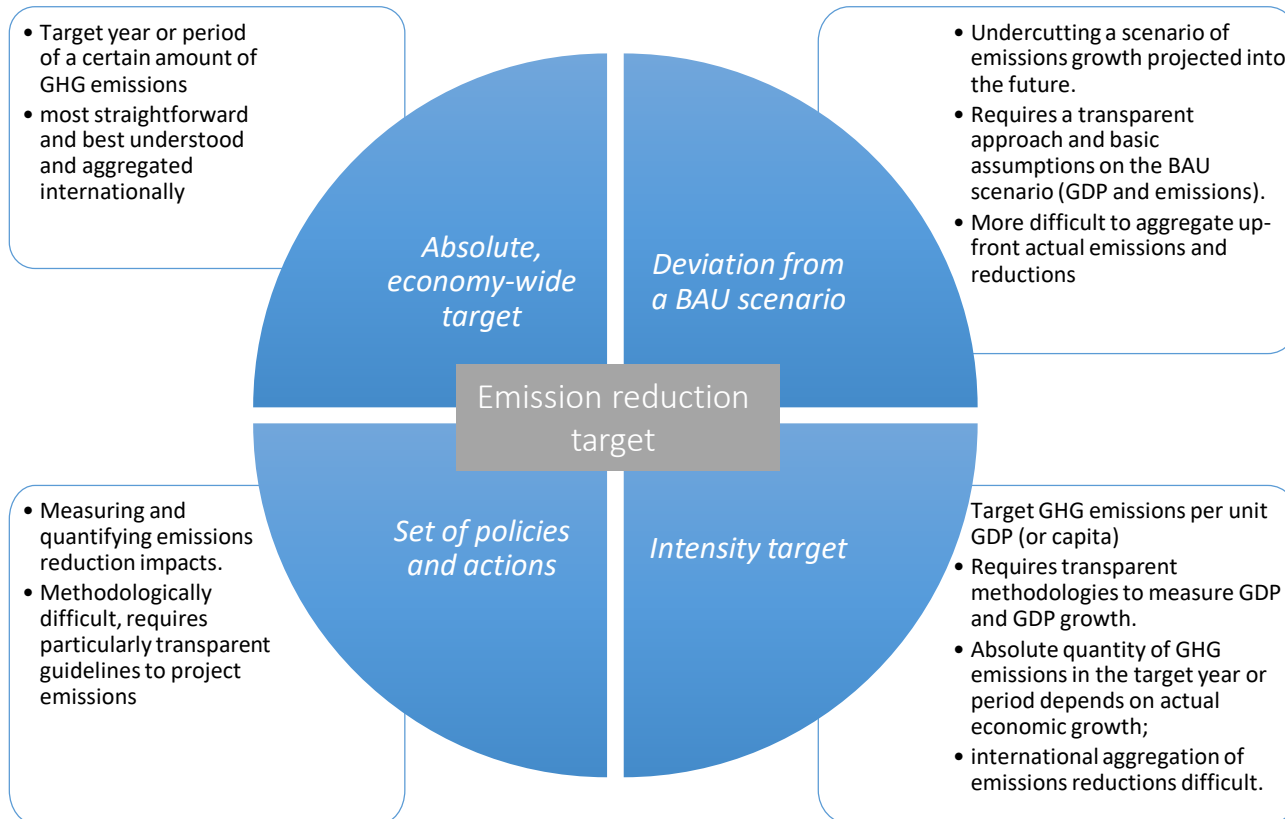 • Target year or period
of a certain amount of
GHG emissions
• most straightforward
and best understood
and aggregated
internationally
• Undercutting a scenario of
emissions growth projected into
the future.
• Requires a transparent
approach and basic
assumptions on the BAU
scenario (GDP and emissions).
• More difficult to aggregate up-
front actual emissions and
reductions
Absolute,
economy-wide
target
Deviation from
a BAU scenario
Emission reduction
target
Set of policies
and actions
Intensity target
• Measuring and
quantifying emissions
reduction impacts.
• Methodologically
difficult, requires
particularly transparent
guidelines to project
emissions
Target GHG emissions per unit
GDP (or capita)
• Requires transparent
methodologies to measure GDP
and GDP growth.
• Absolute quantity of GHG
emissions in the target year or
period depends on actual
economic growth;
• international aggregation of
emissions reductions difficult.